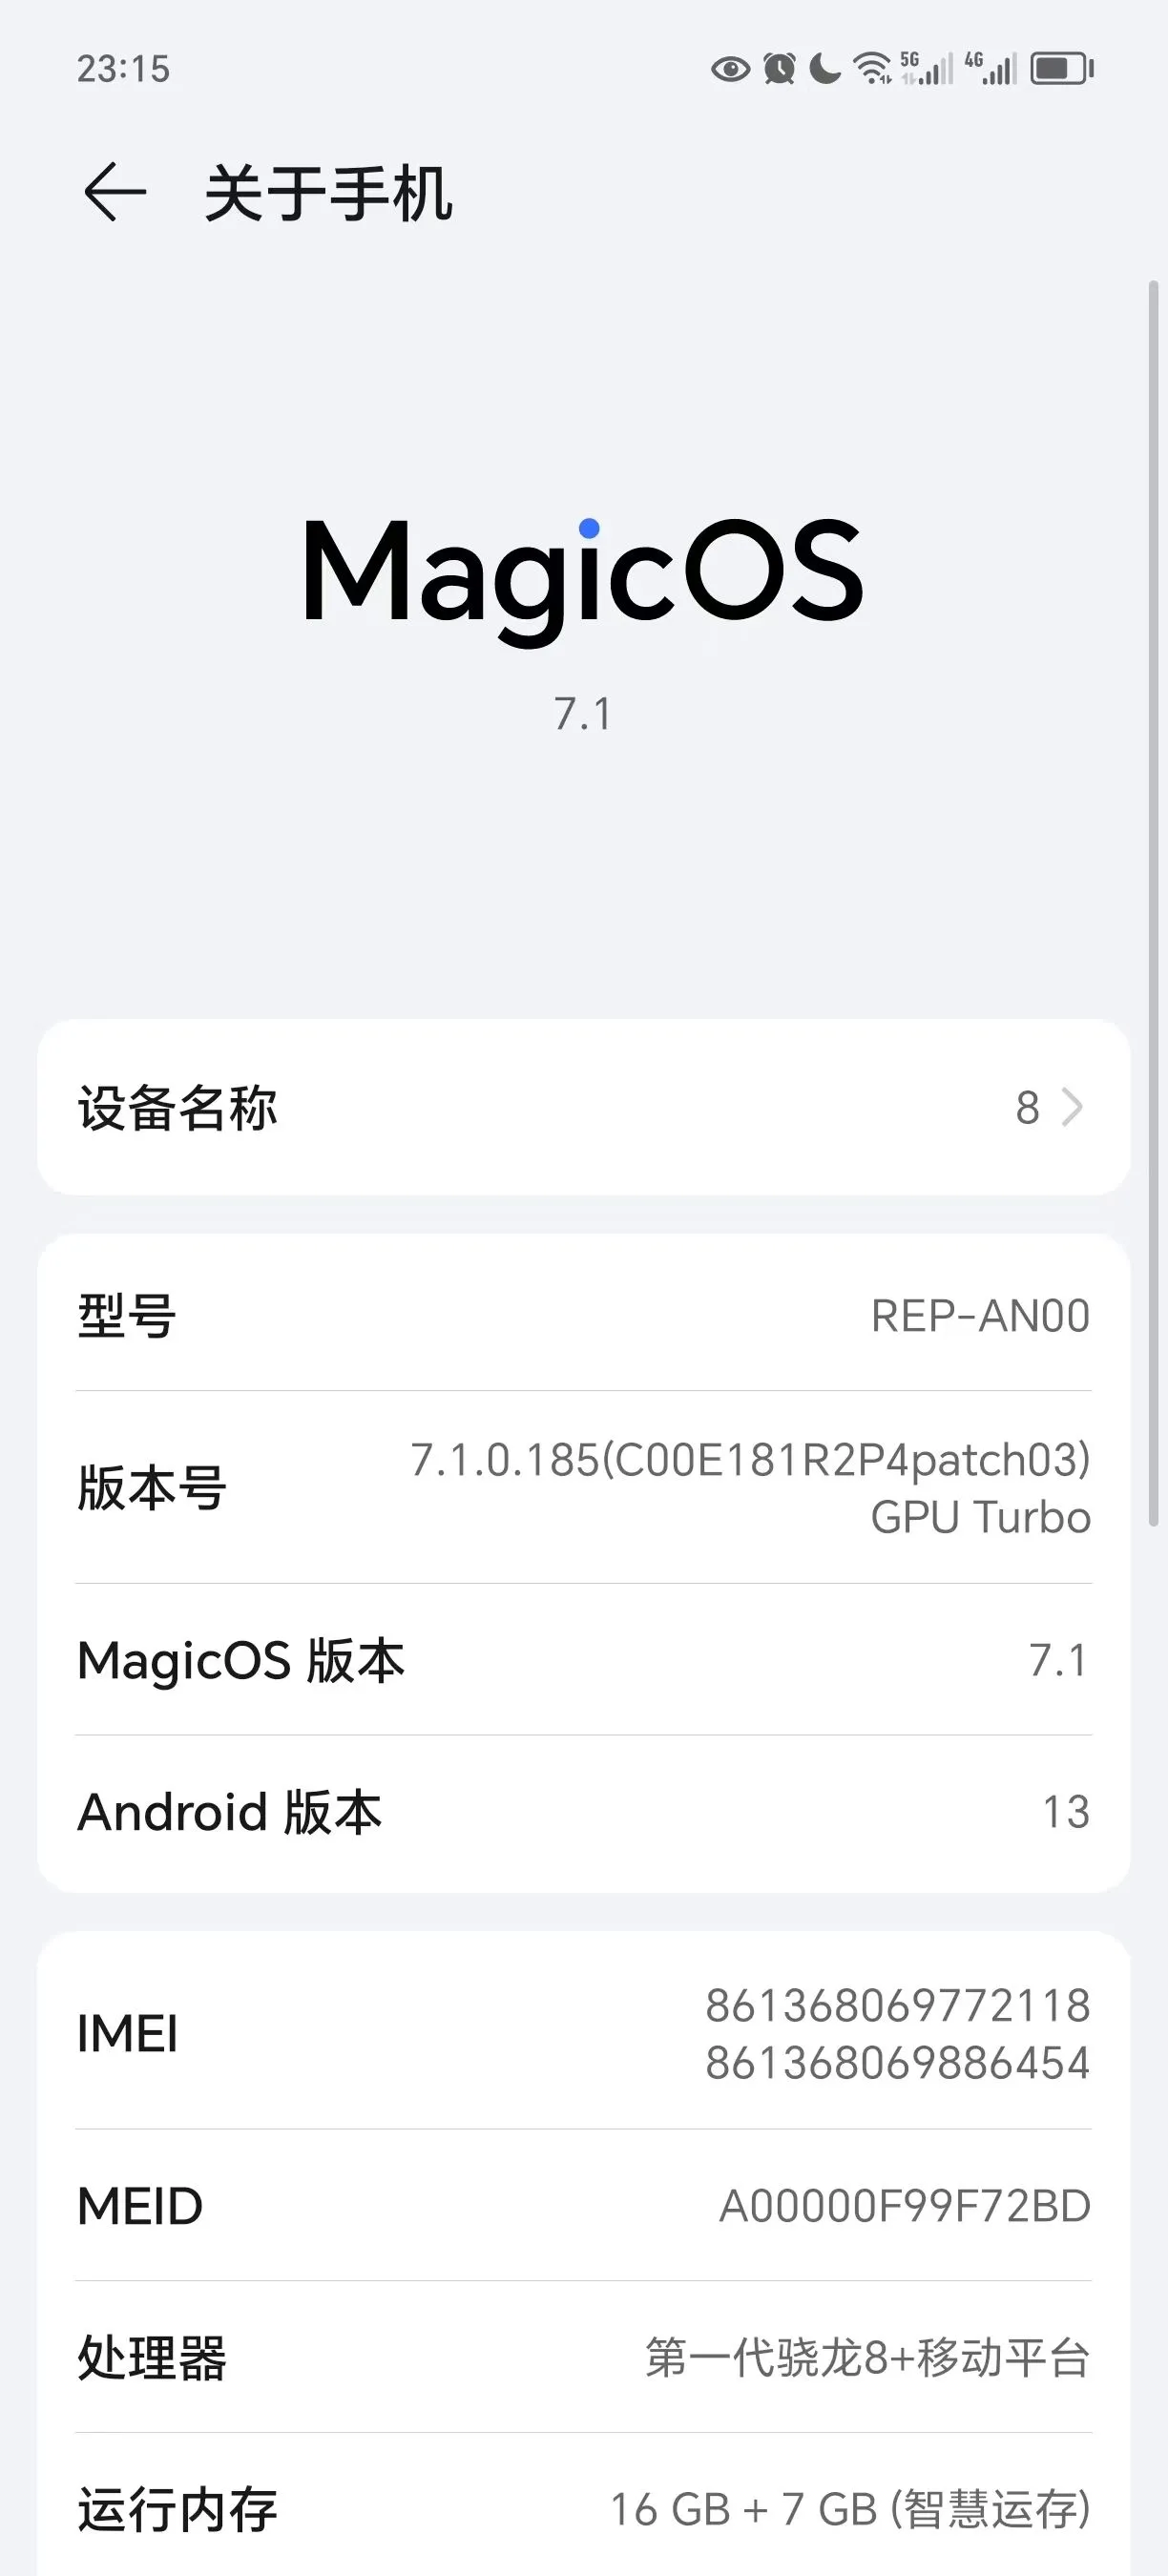 23:15
5G
4G
关于手机
MagicOS
7.1
设备名称
8
型号
REP-AN00
版本号
7.1.0.185(C00E181R2P4patch03)
GPU Turbo
MagicOS 版本
7.1
Android 版本
13
IMEI
861368069772118
861368069886454
MEID
A00000F99F72BD
处理器
第一代骁龙8+移动平台
运行内存
16 GB + 7 GB (智慧运存)